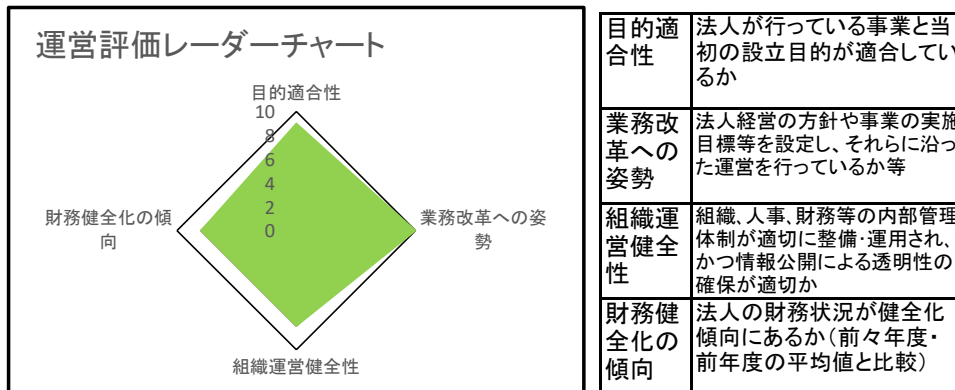 運営評価レーダーチャート
目的適合性
10
8
6
4
2
0
財務健全化の傾
向
業務改革への姿
勢
組織運営健全性
目的適
合性
法人が行っている事業と当
初の設立目的が適合してい
るか
業務改
革への
姿勢
法人経営の方針や事業の実施
目標等を設定し、それらに沿っ
た運営を行っているか等
組織運
営健全
性
組織、人事、財務等の内部管理
体制が適切に整備・運用され、
かつ情報公開による透明性の
確保が適切か
財務健
全化の
傾向
法人の財務状況が健全化
傾向にあるか（前々年度・
前年度の平均値と比較）